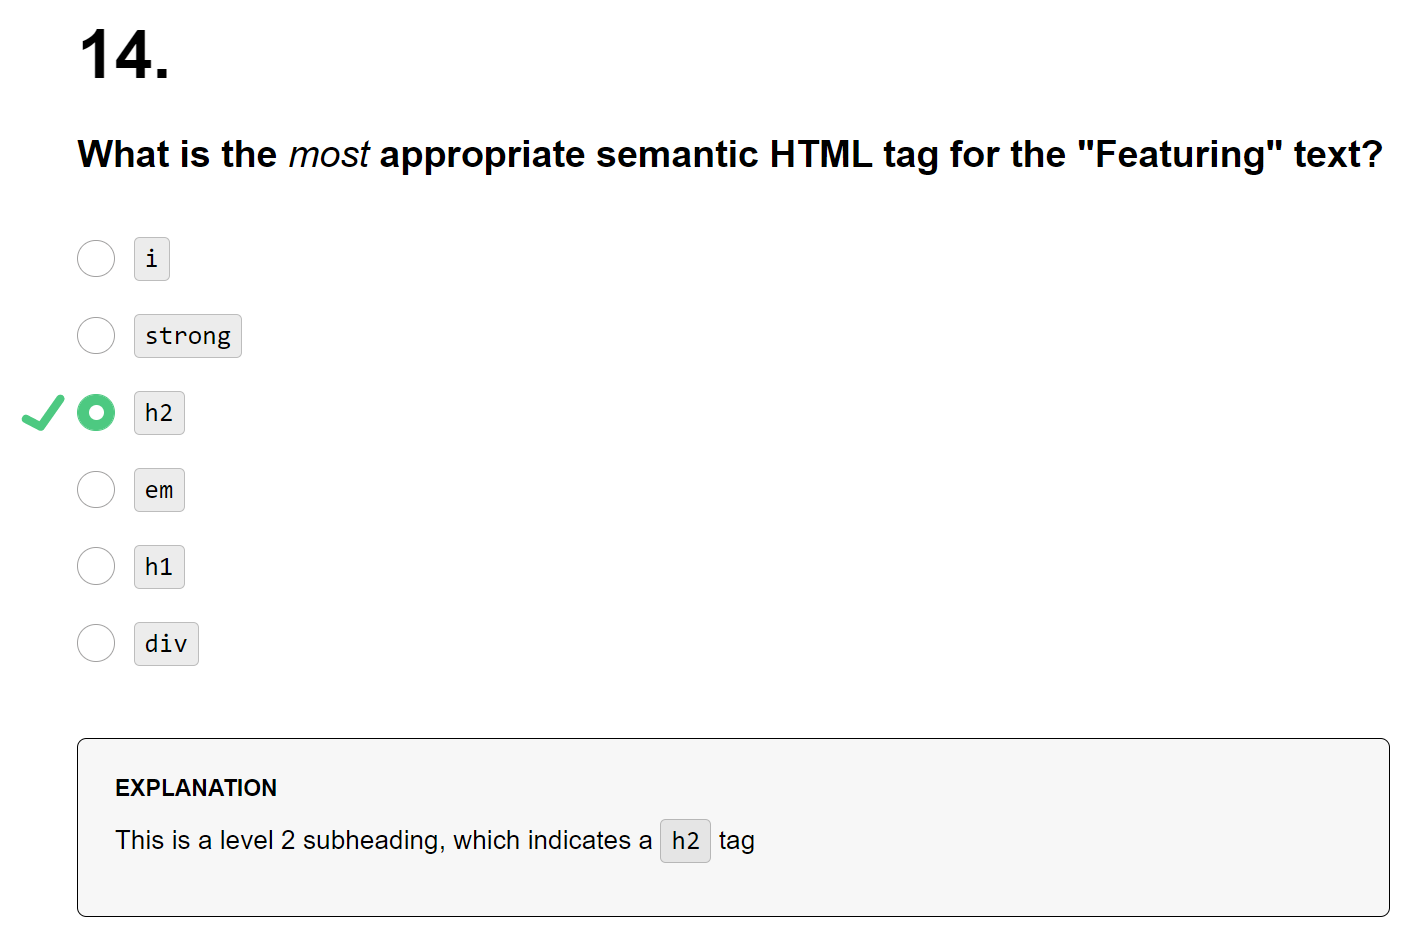 14.
What is the most appropriate semantic HTML tag for the "Featuring" text?
i
strong
h2
em
h1
div
EXPLANATION
This is a level 2 subheading, which indicates a h2 tag